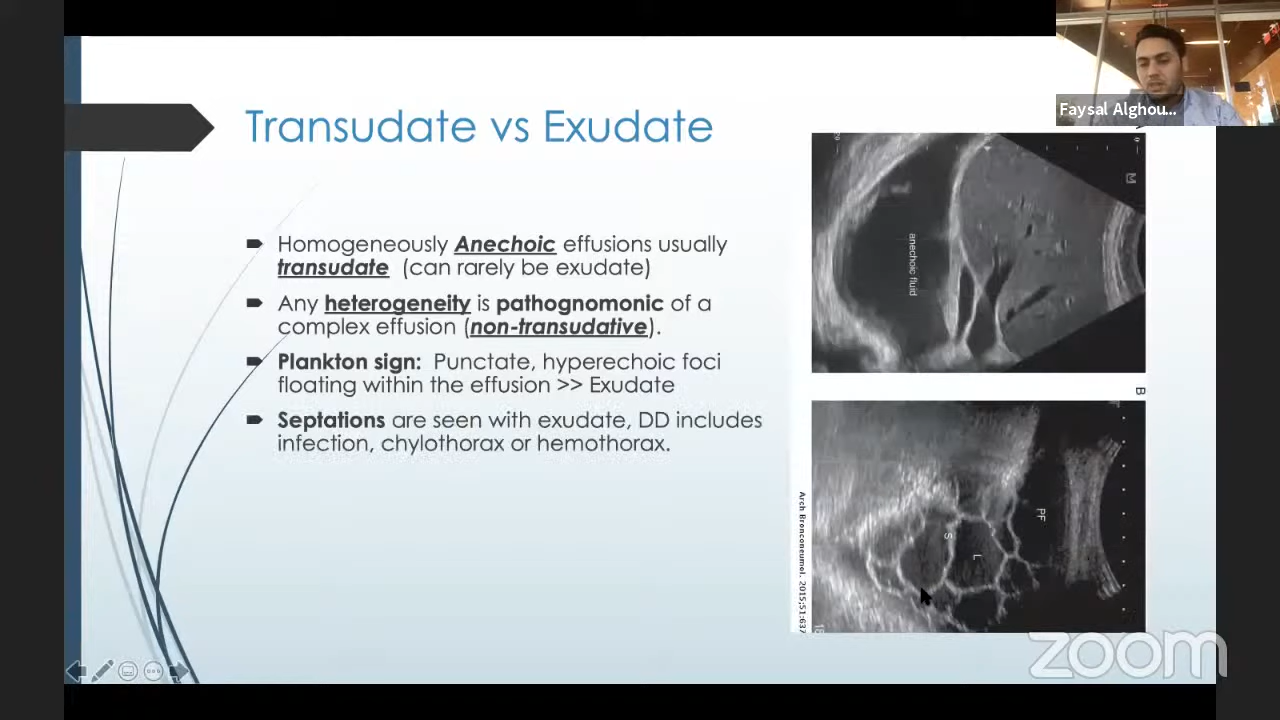 Faysal Alghou...
Transudate vs Exudate
Homogeneously Anechoic effusions usually
transudate (can rarely be exudate)
Any heterogeneity is pathognomonic of a
complex effusion (non-transudative).
Plankton sign: Punctate, hyperechoic foci
floating within the effusion >> Exudate
Septations are seen with exudate, DD includes
infection, chylothorax or hemothorax.
M
anechoic fluid
B
PF
S
L
Arch Bronconeumol. 2015;51:637
zoom